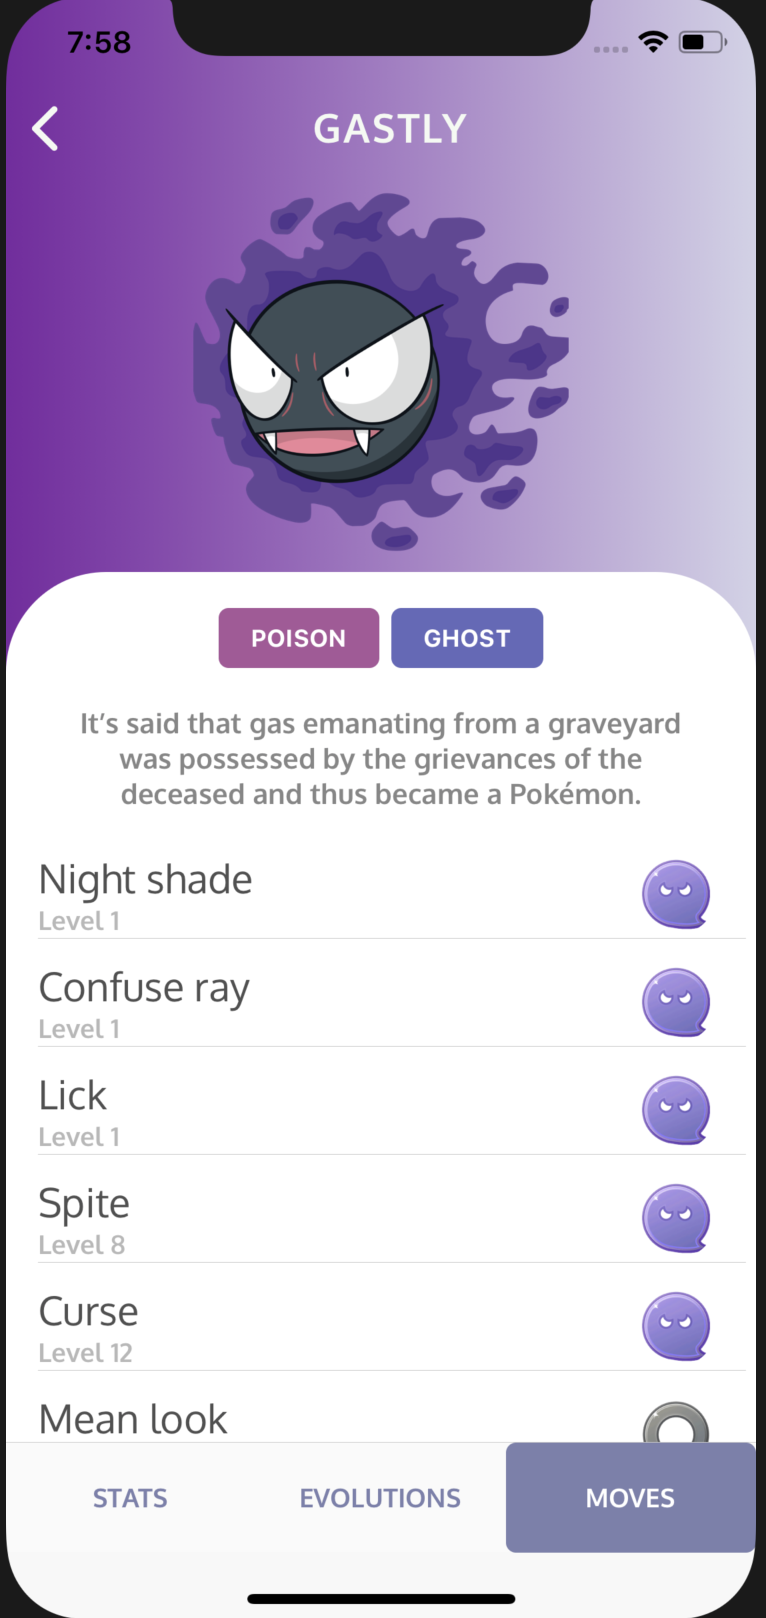 7:58
GASTLY
POISON
GHOST
It’s said that gas emanating from a graveyard
was possessed by the grievances of the
deceased and thus became a Pokémon.
Night shade
Level 1
Confuse ray
Level 1
Lick
Level 1
Spite
Level 8
Curse
Level 12
Mean look
STATS
EVOLUTIONS
MOVES